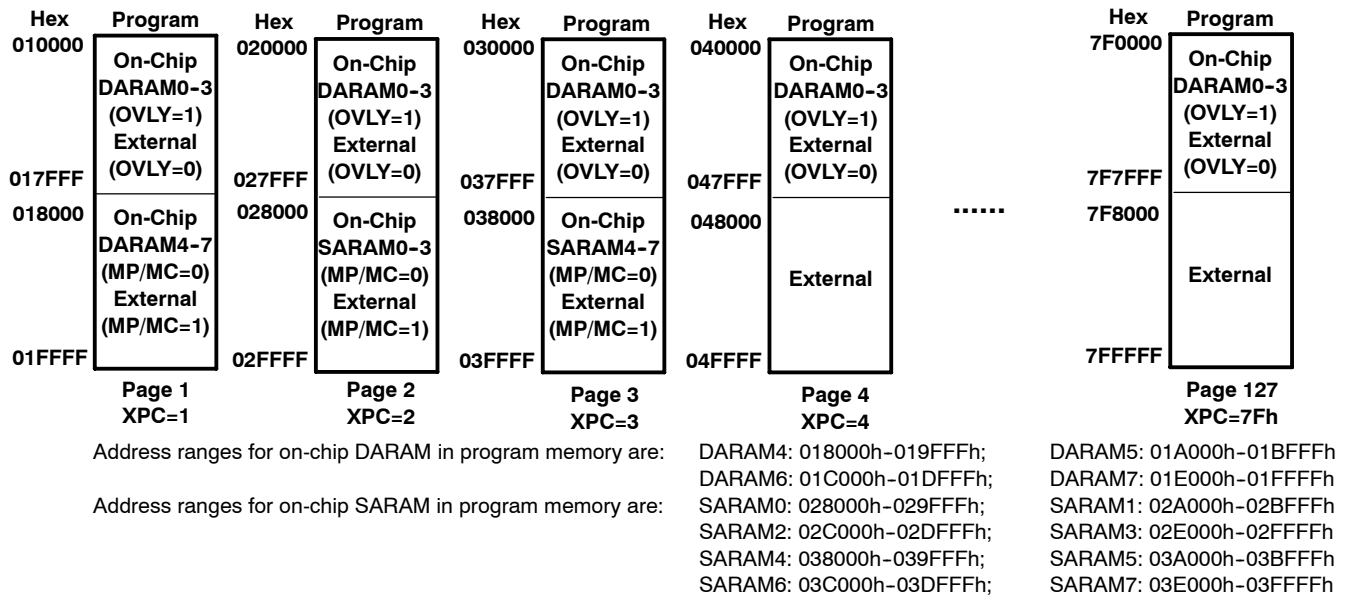 Hex Program
010000
On-Chip
DARAM0-3
(OVLY=1)
External
(OVLY=0)
017FFF
018000
On-Chip
DARAM4-7
(MP/MC=0)
External
(MP/MC=1)
01FFFF
Page 1
XPC=1
Hex Program
020000
On-Chip
DARAM0-3
(OVLY=1)
External
(OVLY=0)
027FFF
028000
On-Chip
SARAM0-3
(MP/MC=0)
External
(MP/MC=1)
02FFFF
Page 2
XPC=2
Hex Program
030000
On-Chip
DARAM0-3
(OVLY=1)
External
(OVLY=0)
037FFF
038000
On-Chip
SARAM4-7
(MP/MC=0)
External
(MP/MC=1)
03FFFF
Page 3
XPC=3
Hex Program
040000
On-Chip
DARAM0-3
(OVLY=1)
External
(OVLY=0)
047FFF
048000
External
04FFFF
Page 4
XPC=4
......
Hex Program
7F0000
On-Chip
DARAM0-3
(OVLY=1)
External
(OVLY=0)
7F7FFF
7F8000
External
7FFFFF
Page 127
XPC=7Fh
Address ranges for on-chip DARAM in program memory are: DARAM4: 018000h-019FFFh; DARAM5: 01A000h-01BFFFh
DARAM6: 01C000h-01DFFFh; DARAM7: 01E000h-01FFFFh
Address ranges for on-chip SARAM in program memory are: SARAM0: 028000h-029FFFh; SARAM1: 02A000h-02BFFFh
SARAM2: 02C000h-02DFFFh; SARAM3: 02E000h-02FFFFh
SARAM4: 038000h-039FFFh; SARAM5: 03A000h-03BFFFh
SARAM6: 03C000h-03DFFFh; SARAM7: 03E000h-03FFFFh